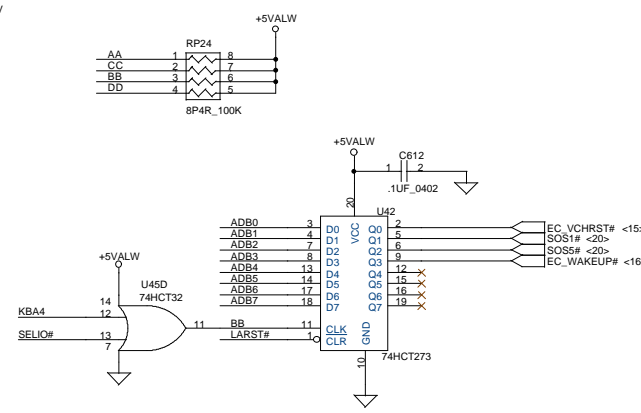 +5VALW
RP24
AA 1 8
CC 2 7
BB 3 6
DD 4 5
8P4R_100K
+5VALW
C612
1 2
.1UF_0402
20
U42
VCC
ADB0 3 D0 Q0 2 EC_VCHRST# <15
ADB1 4 D1 Q1 5 SOS1# <20>
ADB2 7 D2 Q2 6 SOS5# <20>
ADB3 8 D3 Q3 9 EC_WAKEUP# <16
ADB4 13 D4 Q4 12
ADB5 14 D5 Q5 15
ADB6 17 D6 Q6 16
ADB7 18 D7 Q7 19
+5VALW
U45D
74HCT32
14
KBA4 12
SELIO# 13
7
11 BB 11 CLK
LARST# 1 CLR
GND
10
74HCT273